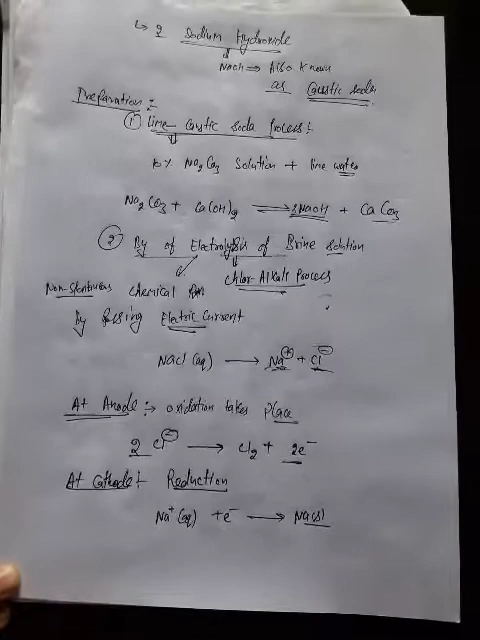 ↳ 2 Sodium Hydroxide
NaOH ⇒ Also Known
as Caustic soda
Preparation :
① Lime Caustic Soda Process :
10% Na2CO3 Solution + lime water
Na2CO3 + Ca(OH)2 ⇌ 2NaOH + CaCO3
② By of Electrolysis of Brine solution
Chlor-Alkali Process
Non-spontaneous chemical
By passing Electric Current
NaCl (aq) → Na⊕ + Cl⊖
At Anode :→ oxidation takes place
2 Cl⊖ → Cl2 + 2e⁻
At Cathode :- Reduction
Na⁺ (aq) + e⁻ → Na(s)